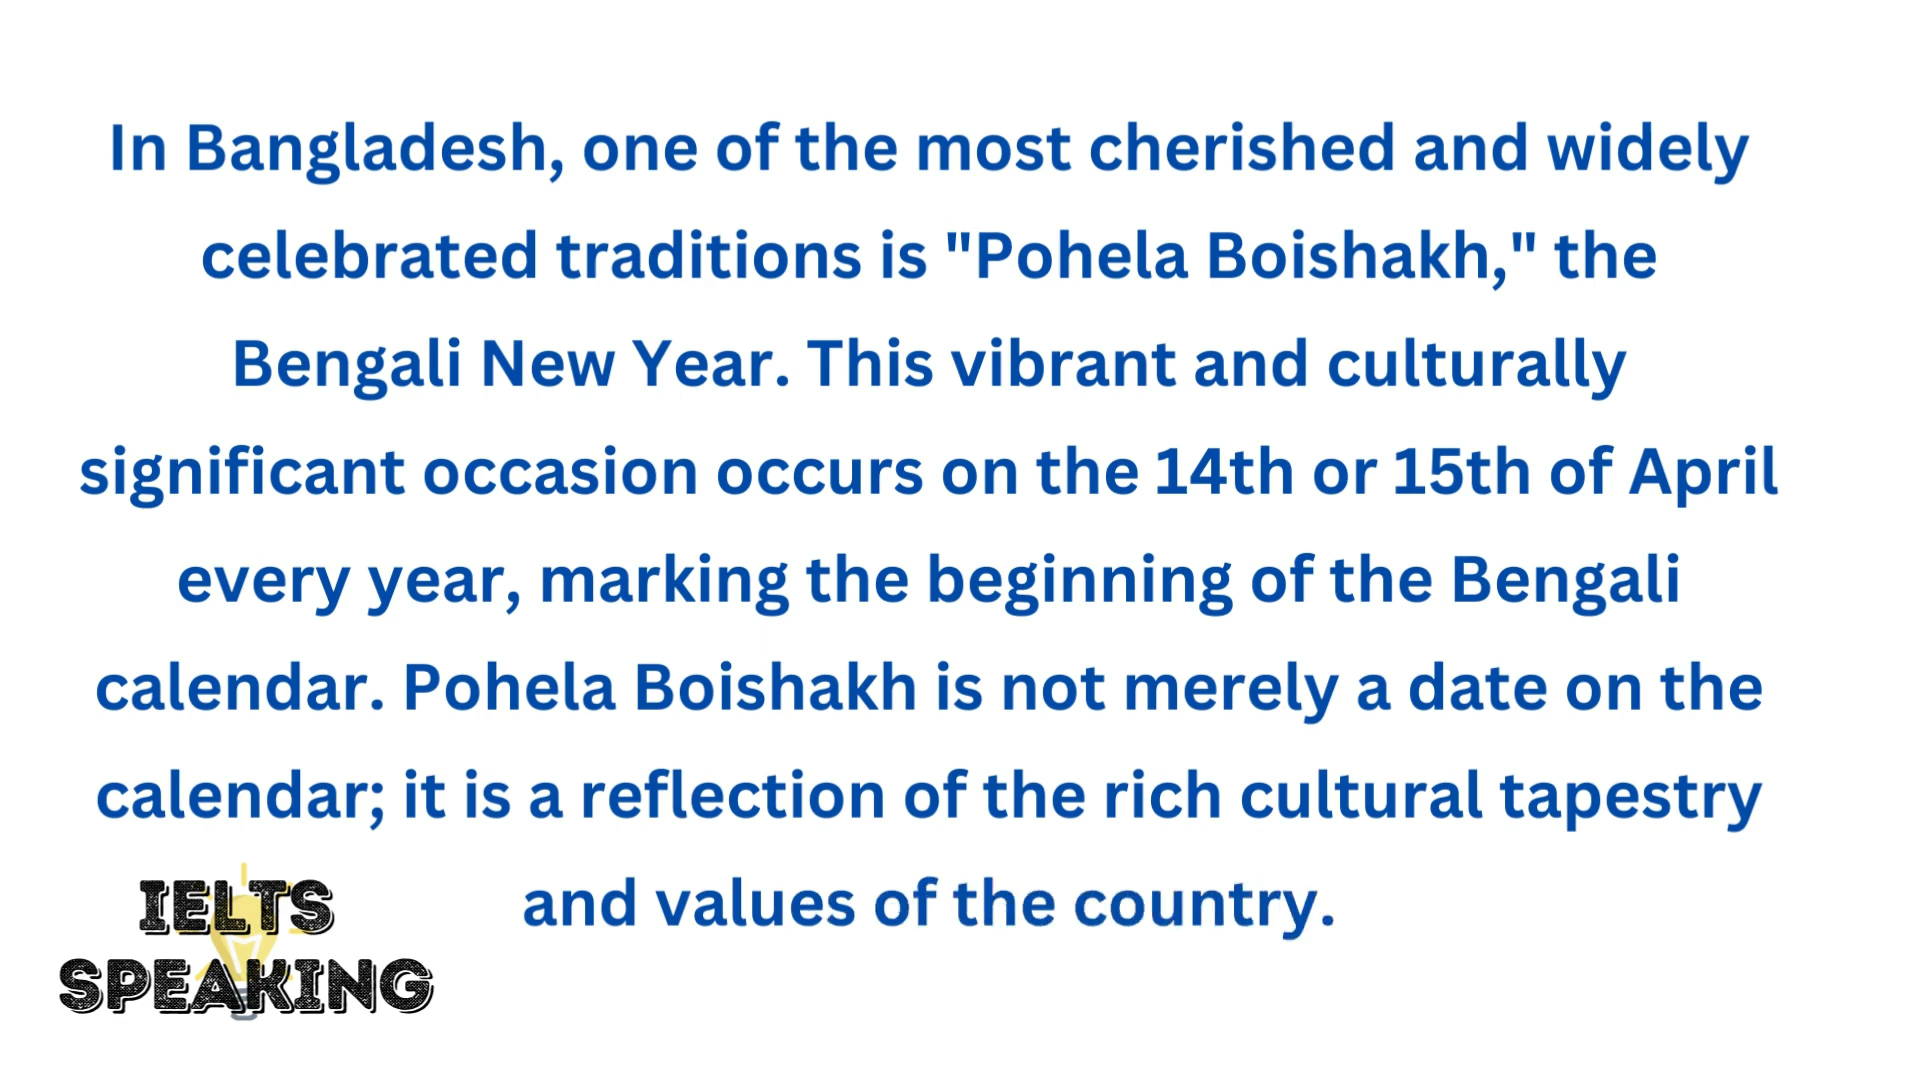 In Bangladesh, one of the most cherished and widely
celebrated traditions is "Pohela Boishakh," the
Bengali New Year. This vibrant and culturally
significant occasion occurs on the 14th or 15th of April
every year, marking the beginning of the Bengali
calendar. Pohela Boishakh is not merely a date on the
calendar; it is a reflection of the rich cultural tapestry
and values of the country.
IELTS
SPEAKING